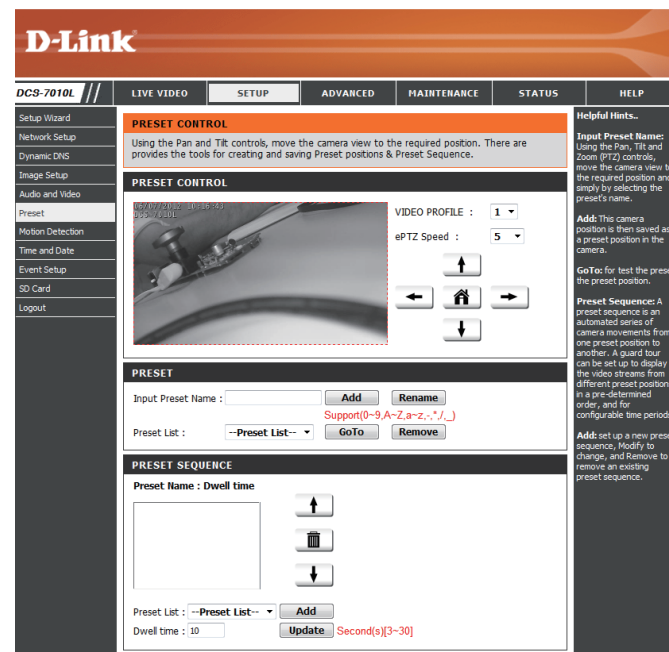 D-Link
DCS-7010L
LIVE VIDEO
SETUP
ADVANCED
MAINTENANCE
STATUS
HELP
Setup Wizard
Network Setup
Dynamic DNS
Image Setup
Audio and Video
Preset
Motion Detection
Time and Date
Event Setup
SD Card
Logout
PRESET CONTROL
Using the Pan and Tilt controls, move the camera view to the required position. There are
provides the tools for creating and saving Preset positions & Preset Sequence.
PRESET CONTROL
DCS-7010L
VIDEO PROFILE : 1
ePTZ Speed : 5
PRESET
Input Preset Name : Add Rename
Support(0~9,A~Z,a~z,-,*,/,_)
Preset List : --Preset List-- GoTo Remove
PRESET SEQUENCE
Preset Name : Dwell time
Preset List : --Preset List-- Add
Dwell time : 10 Update Second(s)[3~30]
Helpful Hints..
Input Preset Name:
Using the Pan, Tilt and
Zoom (PTZ) controls,
move the camera view to
the required position and
simply by selecting the
preset's name.
Add: This camera
position is then saved as
a preset position in the
camera.
GoTo: for test the
the preset position.
Preset Sequence: A
preset sequence is an
automated series of
camera movements from
one preset position to
another. A guard tour
can be set up to display
the video streams from
different preset position
in a pre-determined
order, and for
configurable time periods
Add: set up a new
sequence, Modify to
change, and Remove to
remove an existing
preset sequence.